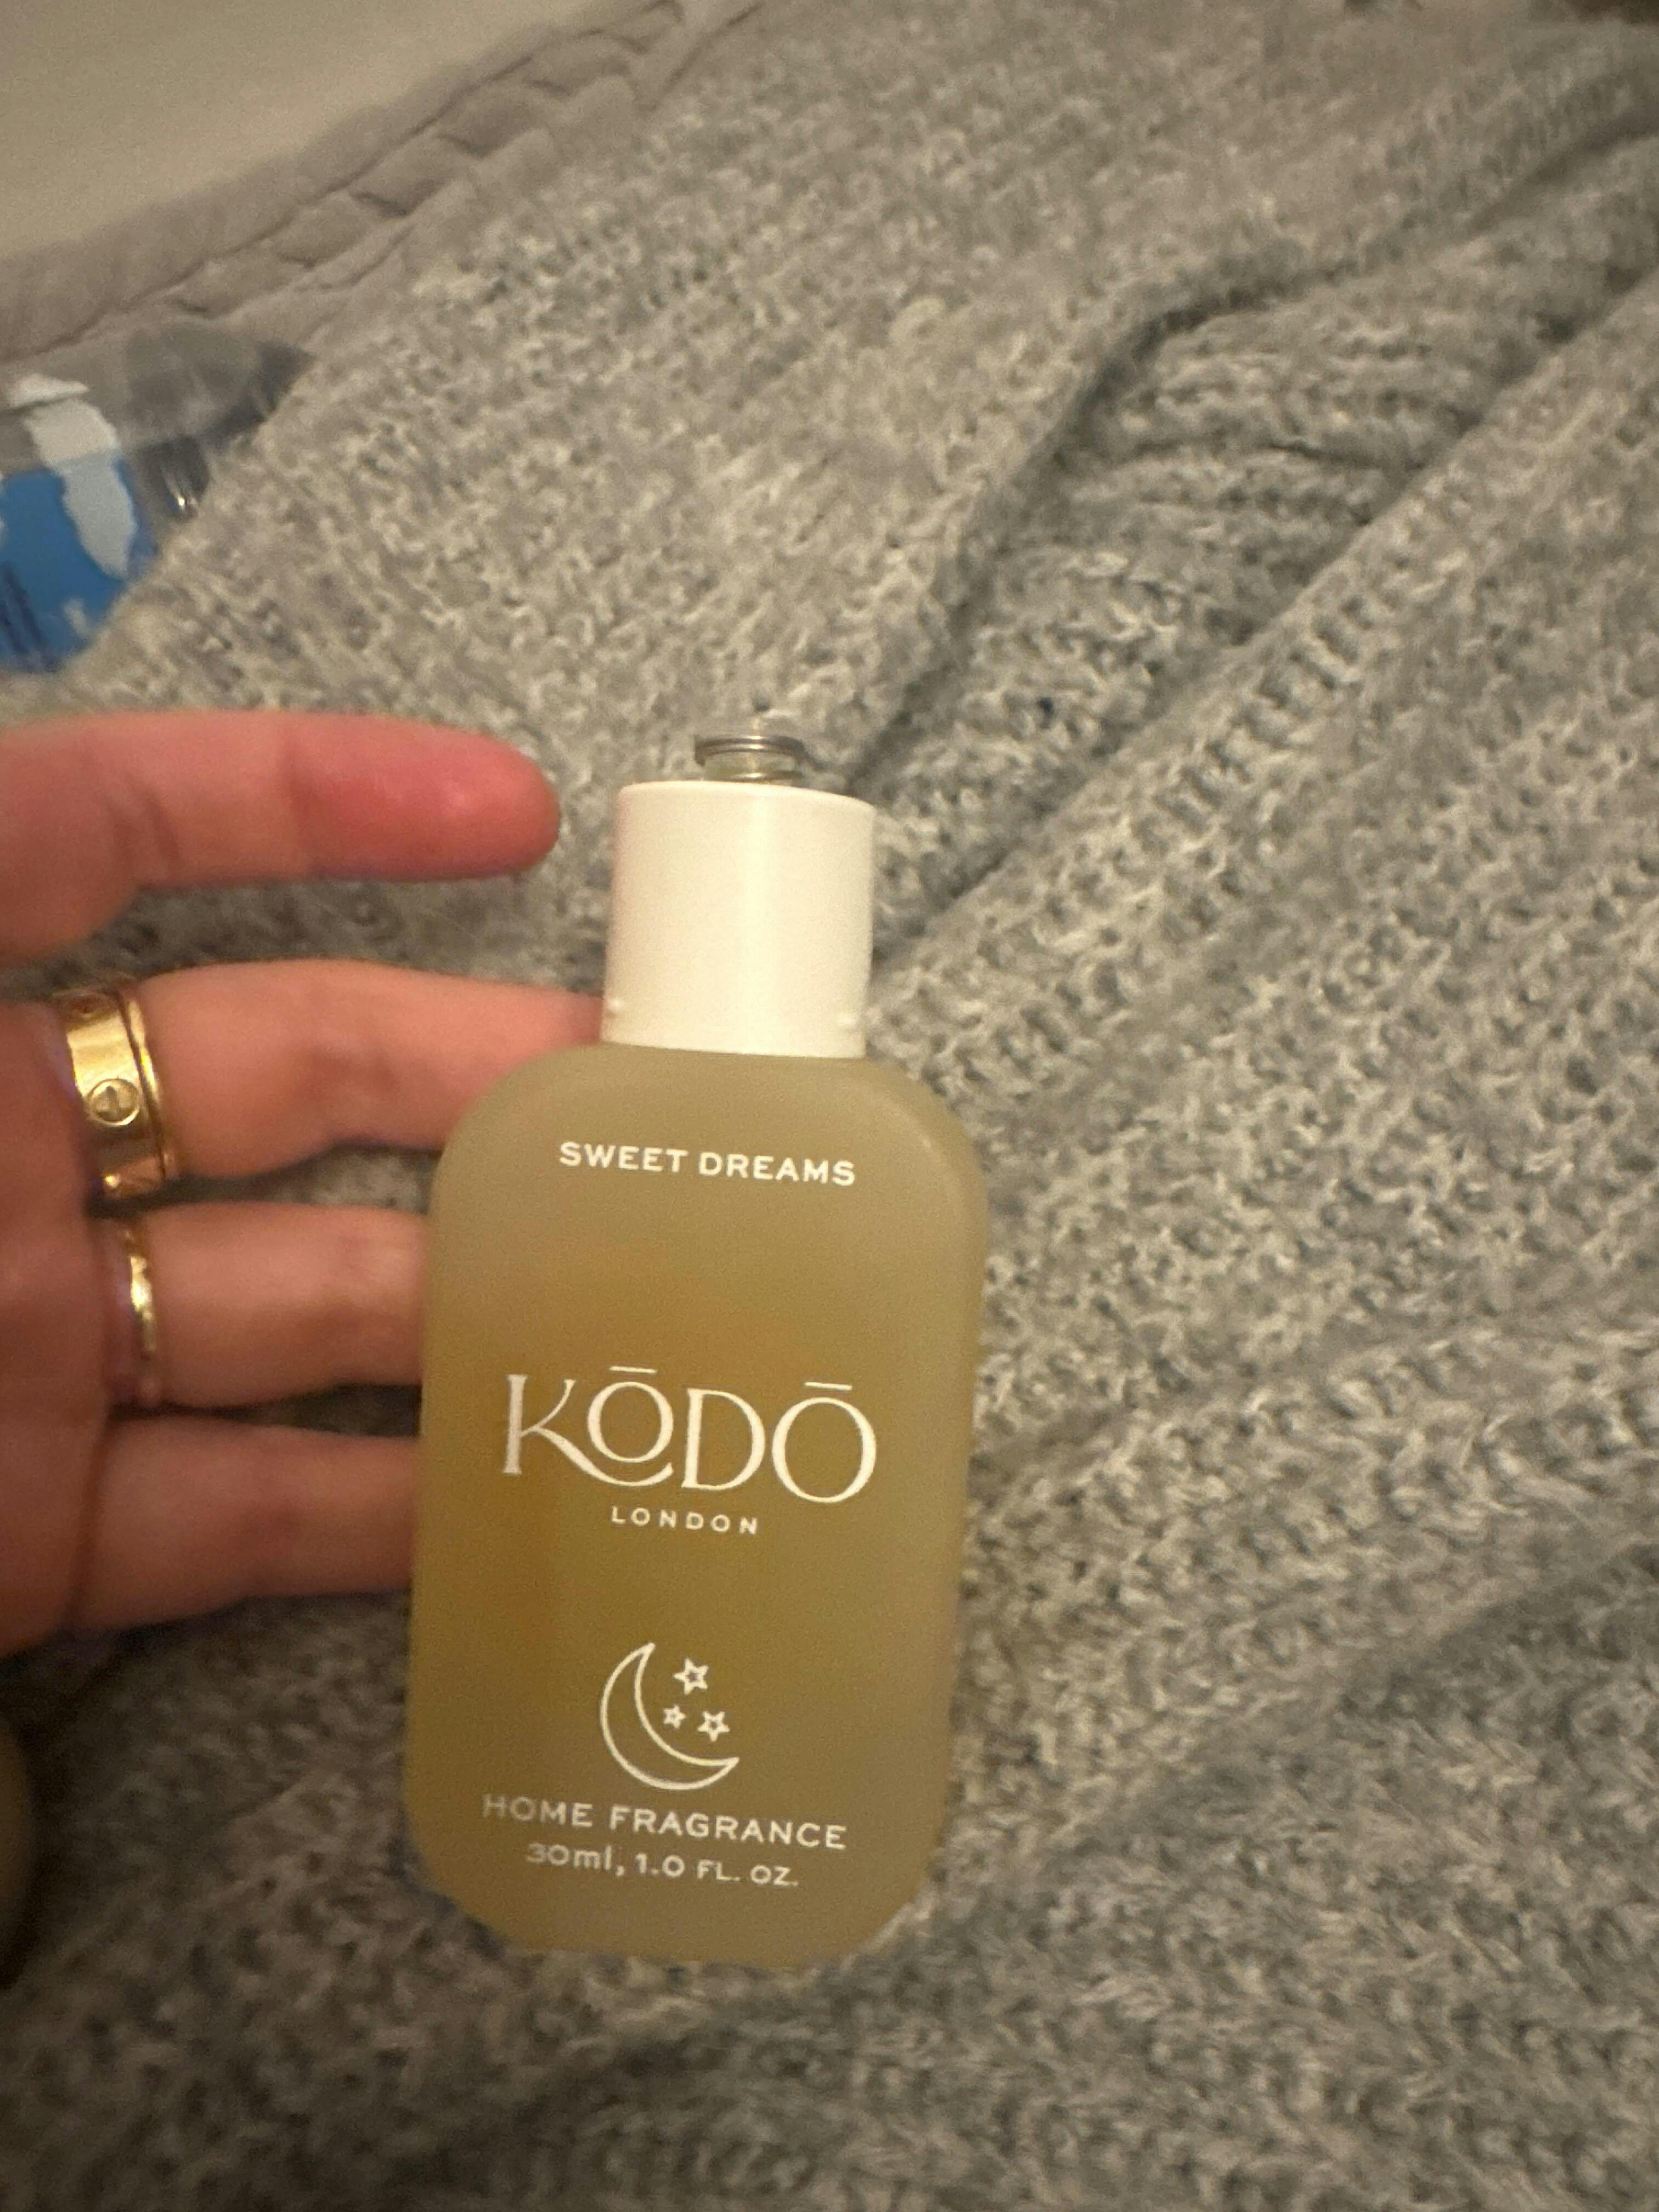 SWEET DREAMS
KŌDŌ
LONDON
HOME FRAGRANCE
30ml, 1.0 FL. OZ.